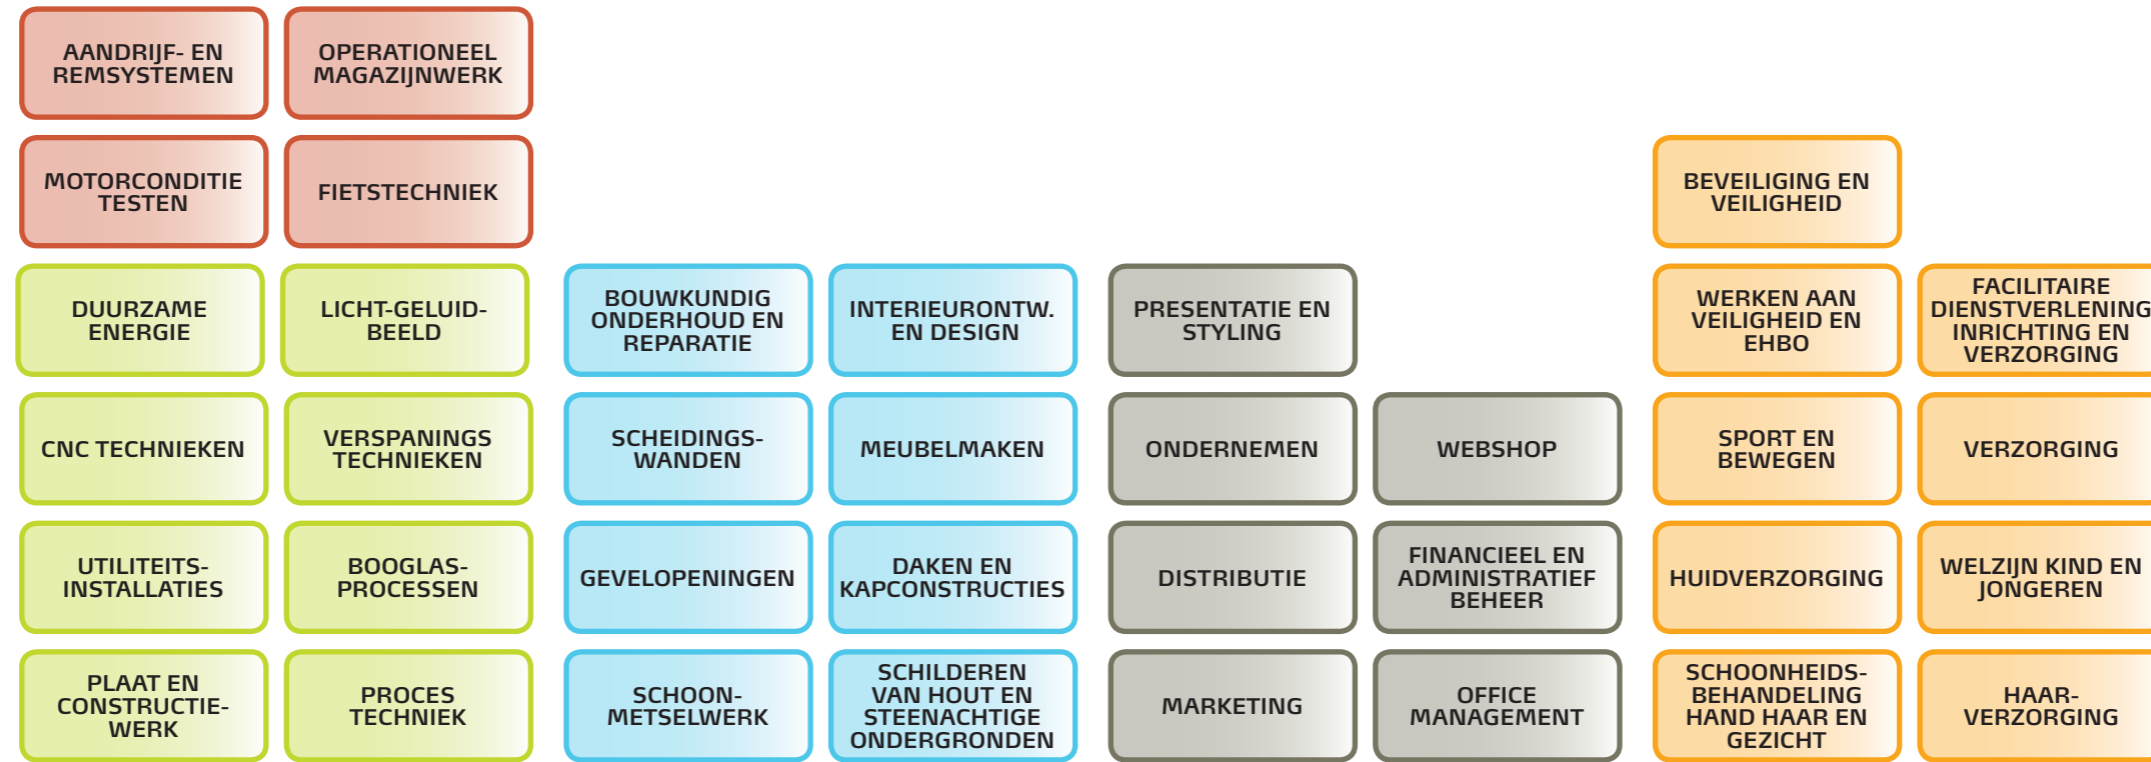 AANDRIJF- EN
REMSYSTEMEN
OPERATIONEEL
MAGAZIJNWERK
MOTORCONDITIE
TESTEN
FIETSTECHNIEK
BEVEILIGING EN
VEILIGHEID
DUURZAME
ENERGIE
LICHT-GELUID-
BEELD
BOUWKUNDIG
ONDERHOUD EN
REPARATIE
INTERIEURONTW.
EN DESIGN
PRESENTATIE EN
STYLING
WERKEN AAN
VEILIGHEID EN
EHBO
FACILITAIRE
DIENSTVERLENING
INRICHTING EN
VERZORGING
CNC TECHNIEKEN
VERSPANINGS
TECHNIEKEN
SCHEIDINGS-
WANDEN
MEUBELMAKEN
ONDERNEMEN
WEBSHOP
SPORT EN
BEWEGEN
VERZORGING
UTILITEITS-
INSTALLATIES
BOOGLAS-
PROCESSEN
GEVELOPENINGEN
DAKEN EN
KAPCONSTRUCTIES
DISTRIBUTIE
FINANCIEEL EN
ADMINISTRATIEF
BEHEER
HUIDVERZORGING
WELZIJN KIND EN
JONGEREN
PLAAT EN
CONSTRUCTIE-
WERK
PROCES
TECHNIEK
SCHOON-
METSELWERK
SCHILDEREN
VAN HOUT EN
STEENACHTIGE
ONDERGRONDEN
MARKETING
OFFICE
MANAGEMENT
SCHOONHEIDS-
BEHANDELING
HAND HAAR EN
GEZICHT
HAAR-
VERZORGING